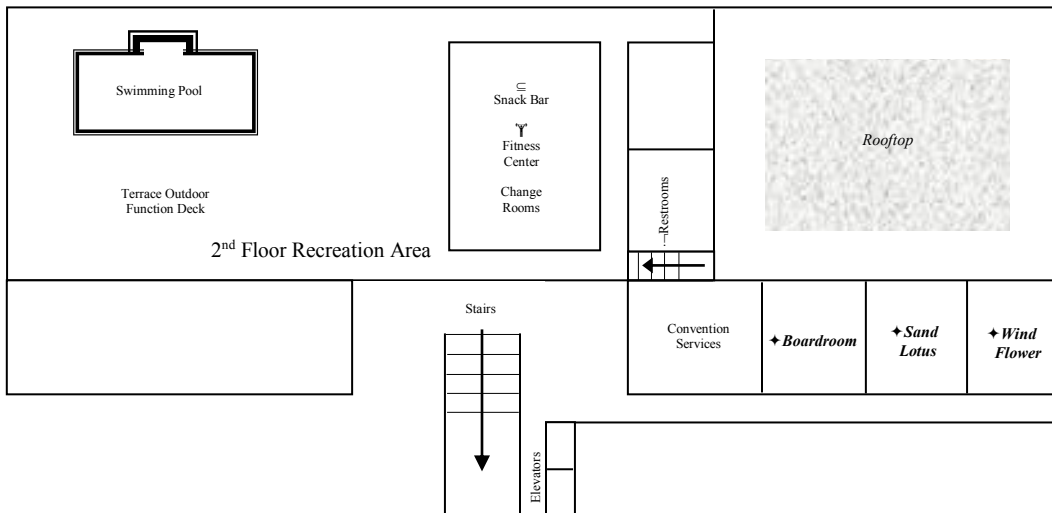 Swimming Pool
⊆
Snack Bar
Fitness
Center
Change
Rooms
Restrooms
Rooftop
Terrace Outdoor
Function Deck
2nd Floor Recreation Area
Stairs
Convention
Services
✦Boardroom
✦Sand
Lotus
✦Wind
Flower
Elevators